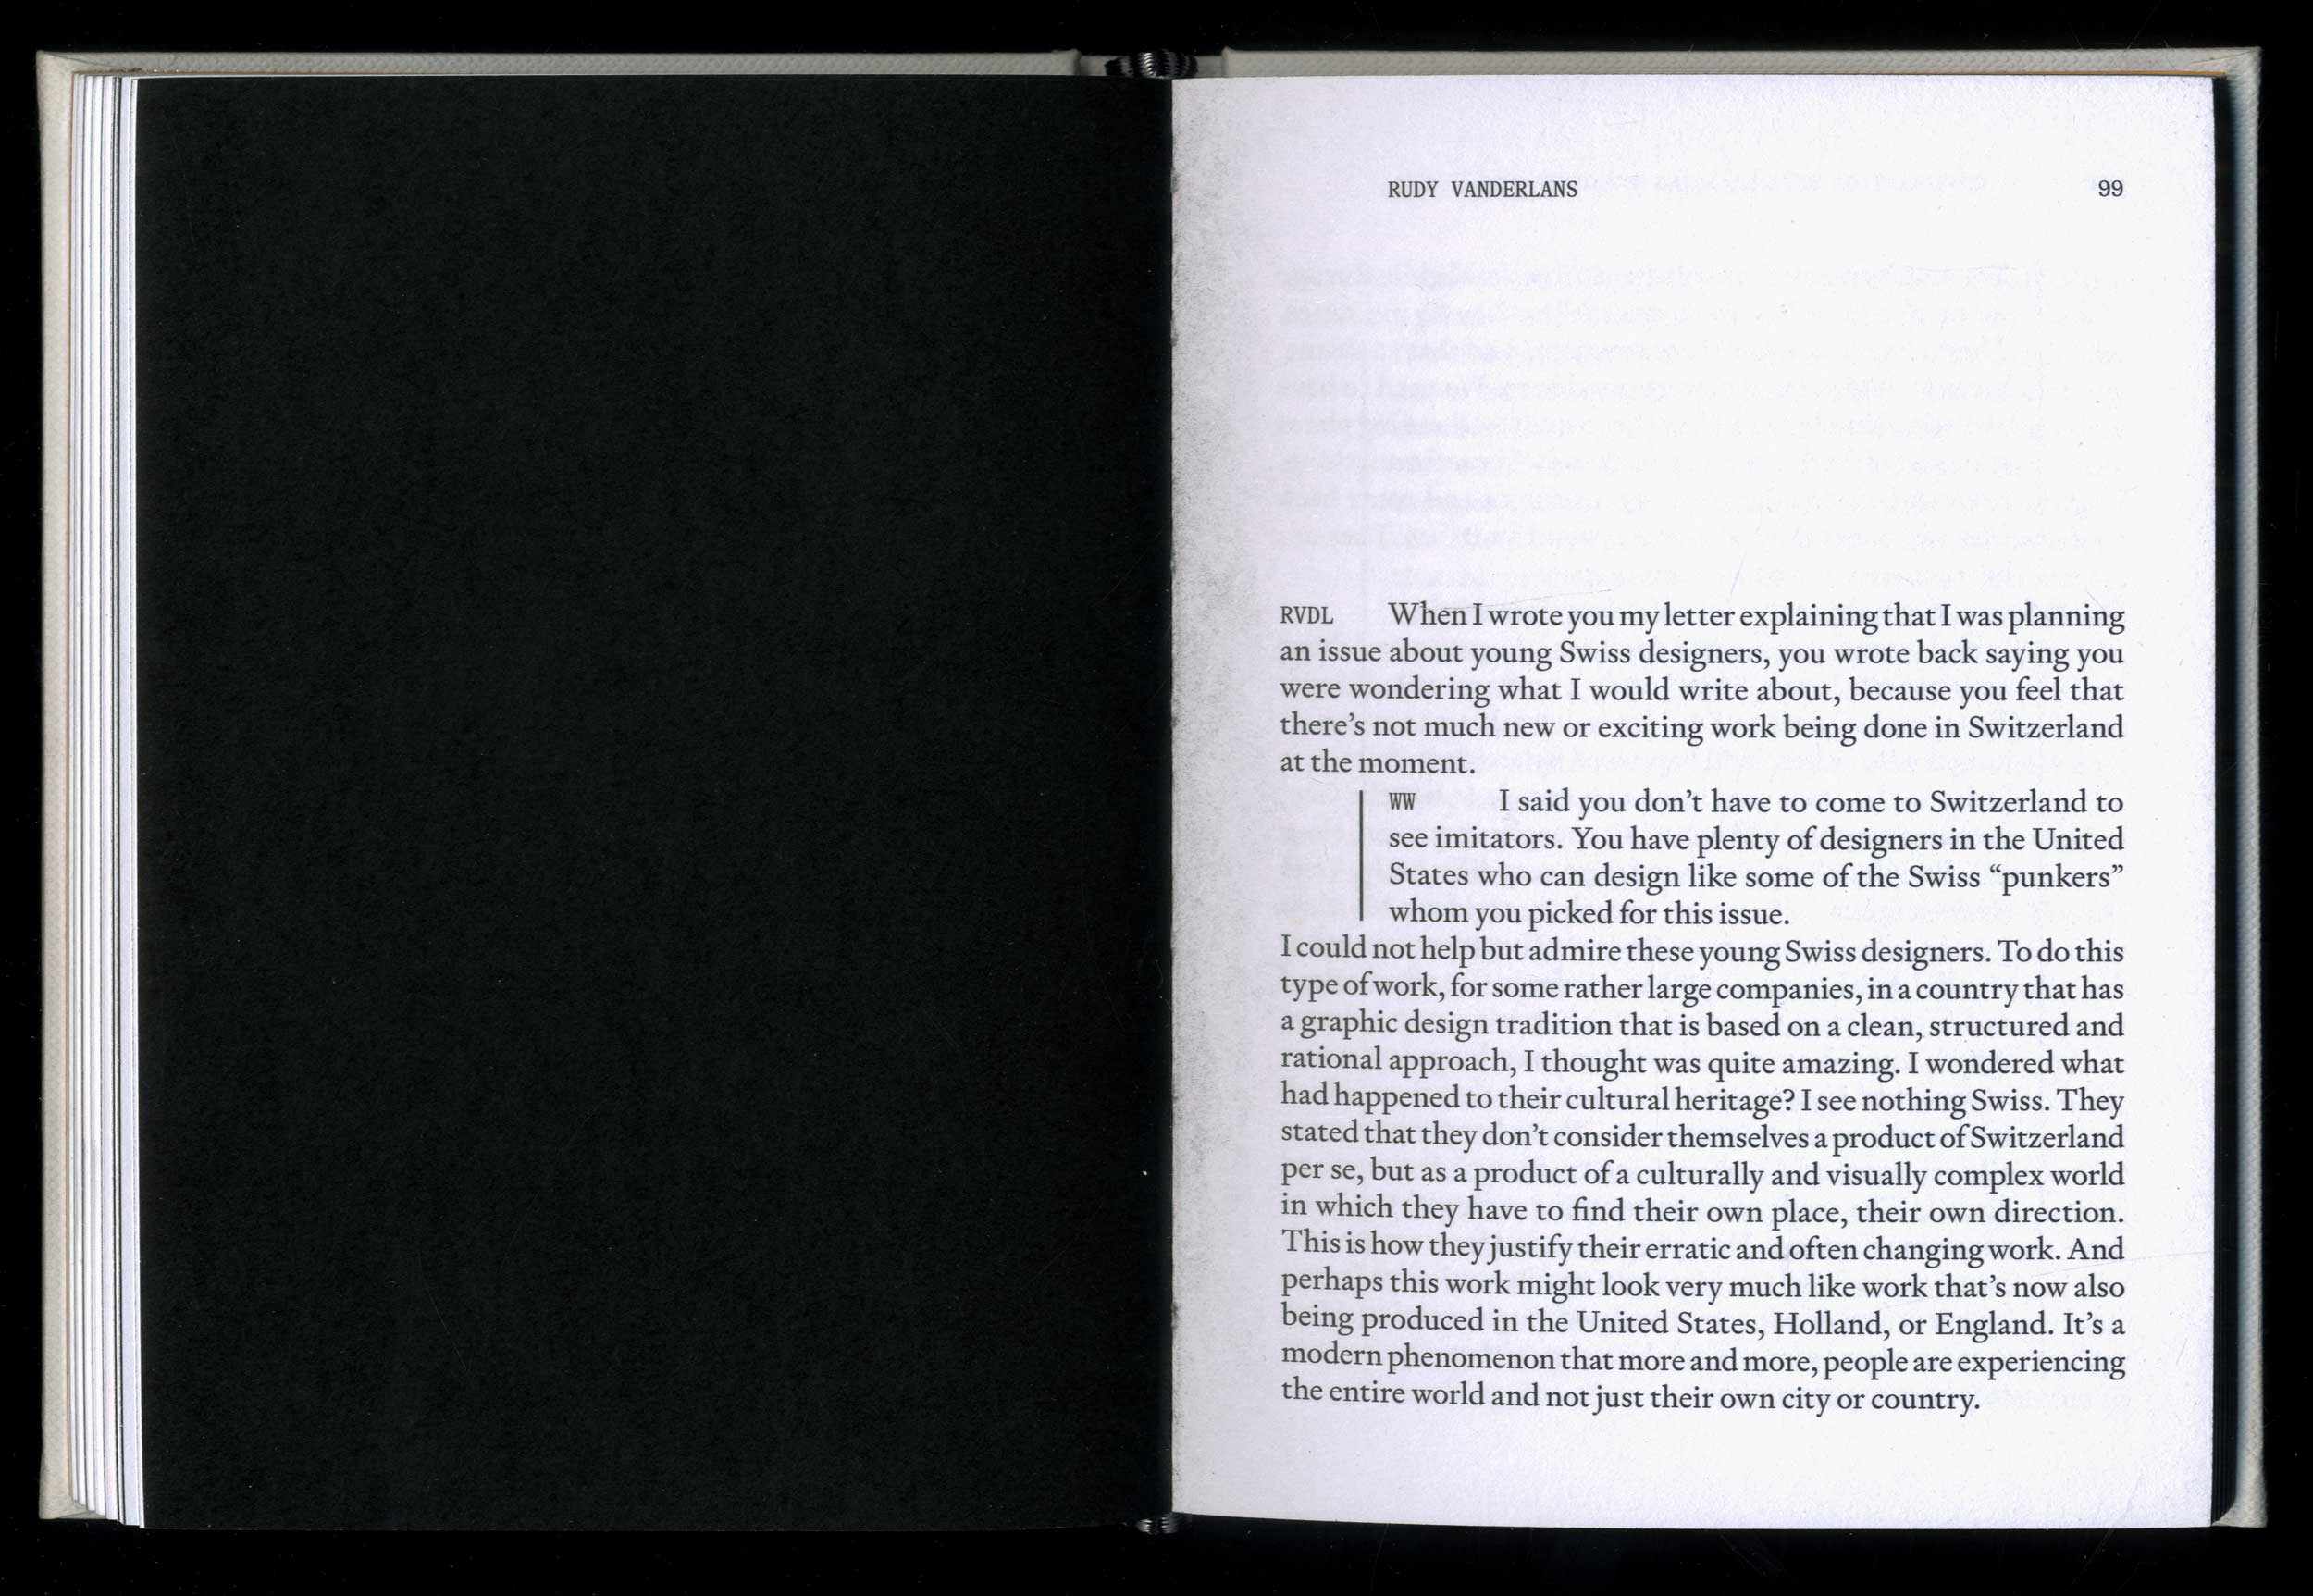 RUDY VANDERLANS 99
RVDL When I wrote you my letter explaining that I was planning
an issue about young Swiss designers, you wrote back saying you
were wondering what I would write about, because you feel that
there’s not much new or exciting work being done in Switzerland
at the moment.
WW I said you don’t have to come to Switzerland to
see imitators. You have plenty of designers in the United
States who can design like some of the Swiss “punkers”
whom you picked for this issue.
I could not help but admire these young Swiss designers. To do this
type of work, for some rather large companies, in a country that has
a graphic design tradition that is based on a clean, structured and
rational approach, I thought was quite amazing. I wondered what
had happened to their cultural heritage? I see nothing Swiss. They
stated that they don’t consider themselves a product of Switzerland
per se, but as a product of a culturally and visually complex world
in which they have to find their own place, their own direction.
This is how they justify their erratic and often changing work. And
perhaps this work might look very much like work that’s now also
being produced in the United States, Holland, or England. It’s a
modern phenomenon that more and more, people are experiencing
the entire world and not just their own city or country.